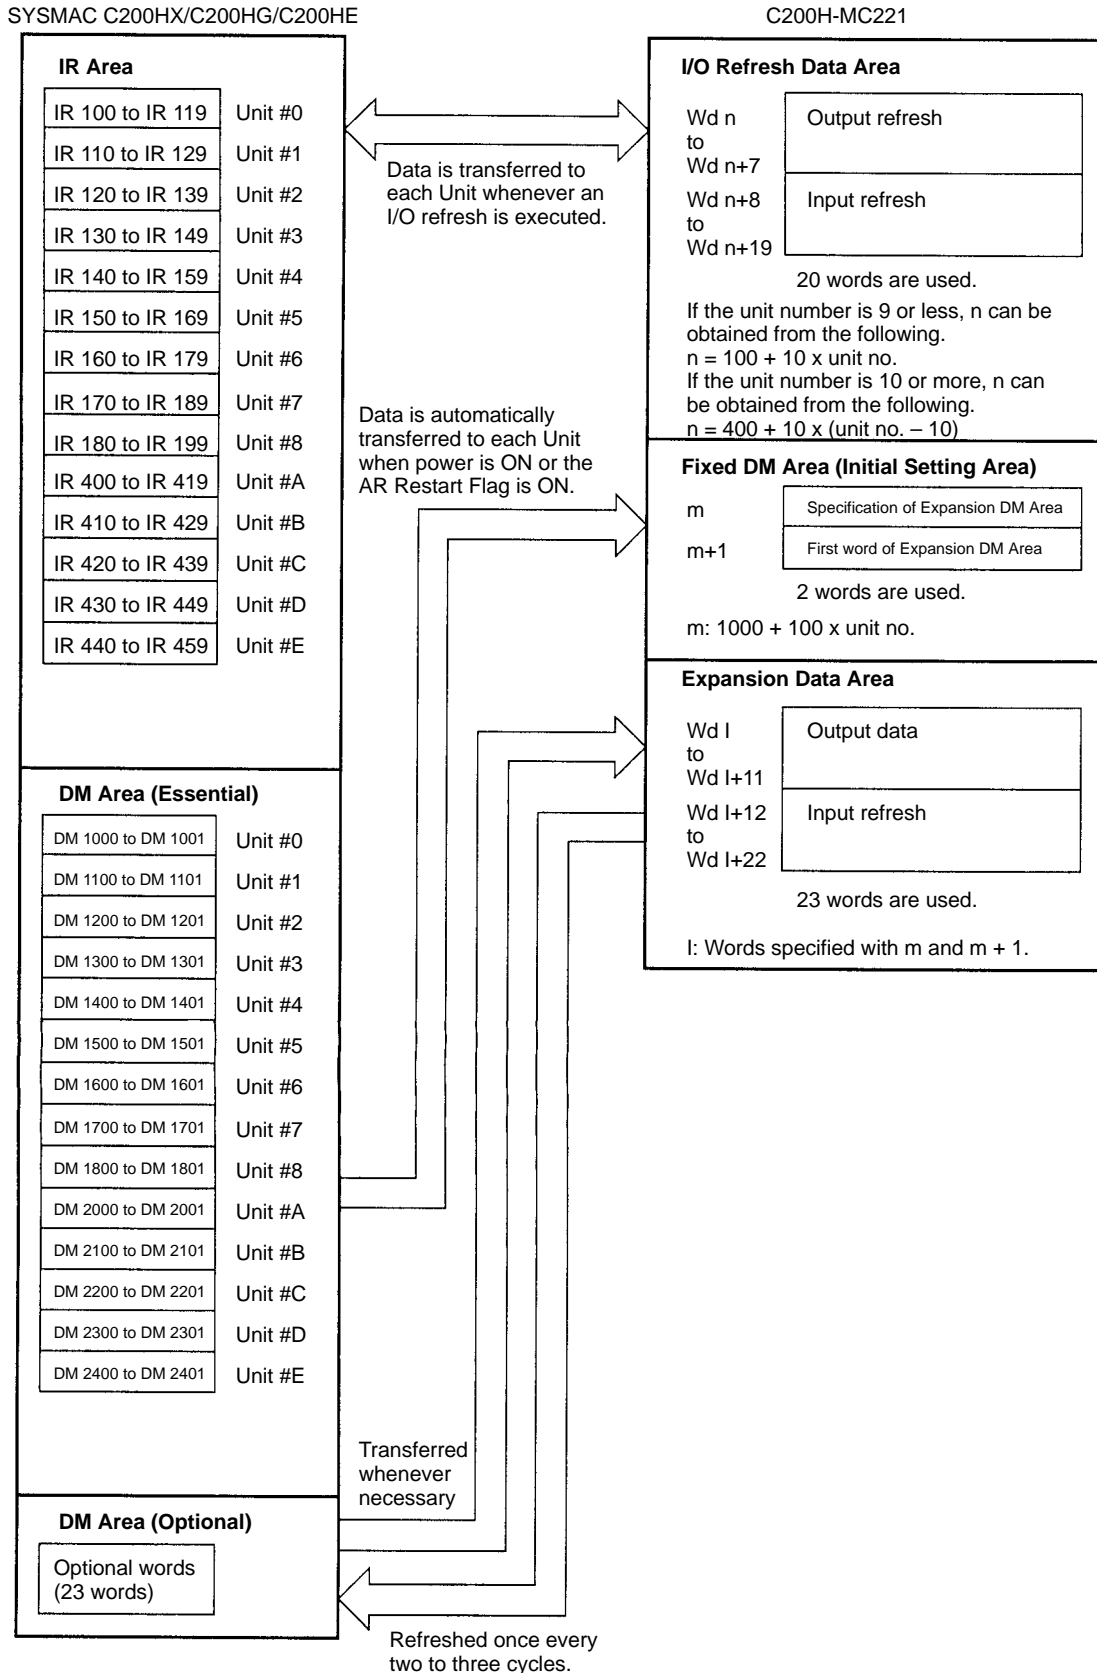 SYSMAC C200HX/C200HG/C200HE
IR Area
IR 100 to IR 119 Unit #0
IR 110 to IR 129 Unit #1
IR 120 to IR 139 Unit #2
IR 130 to IR 149 Unit #3
IR 140 to IR 159 Unit #4
IR 150 to IR 169 Unit #5
IR 160 to IR 179 Unit #6
IR 170 to IR 189 Unit #7
IR 180 to IR 199 Unit #8
IR 400 to IR 419 Unit #A
IR 410 to IR 429 Unit #B
IR 420 to IR 439 Unit #C
IR 430 to IR 449 Unit #D
IR 440 to IR 459 Unit #E
DM Area (Essential)
DM 1000 to DM 1001 Unit #0
DM 1100 to DM 1101 Unit #1
DM 1200 to DM 1201 Unit #2
DM 1300 to DM 1301 Unit #3
DM 1400 to DM 1401 Unit #4
DM 1500 to DM 1501 Unit #5
DM 1600 to DM 1601 Unit #6
DM 1700 to DM 1701 Unit #7
DM 1800 to DM 1801 Unit #8
DM 2000 to DM 2001 Unit #A
DM 2100 to DM 2101 Unit #B
DM 2200 to DM 2201 Unit #C
DM 2300 to DM 2301 Unit #D
DM 2400 to DM 2401 Unit #E
DM Area (Optional)
Optional words
(23 words)
Data is transferred to
each Unit whenever an
I/O refresh is executed.
Data is automatically
transferred to each Unit
when power is ON or the
AR Restart Flag is ON.
Transferred
whenever
necessary
Refreshed once every
two to three cycles.
C200H-MC221
I/O Refresh Data Area
Wd n Output refresh
to
Wd n+7
Wd n+8 Input refresh
to
Wd n+19
20 words are used.
If the unit number is 9 or less, n can be
obtained from the following.
n = 100 + 10 x unit no.
If the unit number is 10 or more, n can
be obtained from the following.
n = 400 + 10 x (unit no. – 10)
Fixed DM Area (Initial Setting Area)
m Specification of Expansion DM Area
m+1 First word of Expansion DM Area
2 words are used.
m: 1000 + 100 x unit no.
Expansion Data Area
Wd I Output data
to
Wd I+11
Wd I+12 Input refresh
to
Wd I+22
23 words are used.
I: Words specified with m and m + 1.